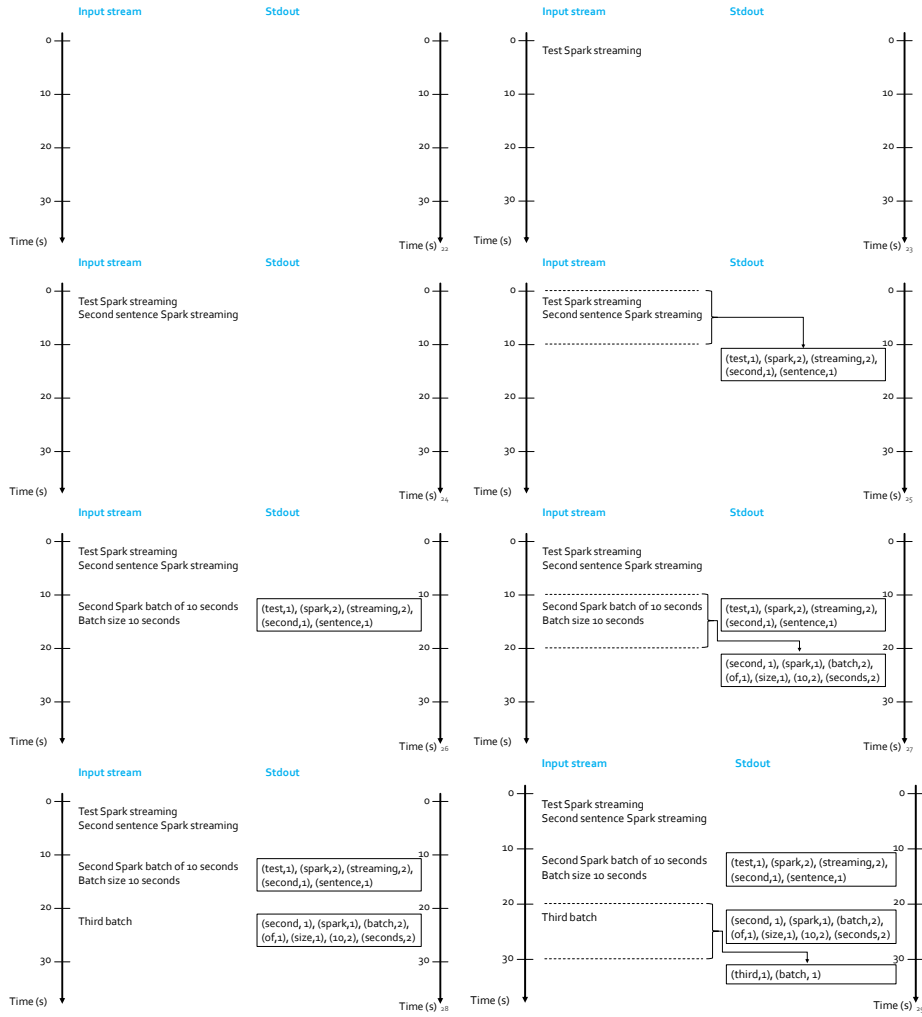 Input stream Stdout
0 0
10 10
20 20
30 30
Time (s) Time (s) 22
Input stream Stdout
0 0
Test Spark streaming
10 10
20 20
30 30
Time (s) Time (s) 23
Input stream Stdout
0 0
Test Spark streaming
Second sentence Spark streaming
10 10
20 20
30 30
Time (s) Time (s) 24
Input stream Stdout
0 0
Test Spark streaming
Second sentence Spark streaming
10 10
(test,1), (spark,2), (streaming,2),
(second,1), (sentence,1)
20 20
30 30
Time (s) Time (s) 25
Input stream Stdout
0 0
Test Spark streaming
Second sentence Spark streaming
10 10
Second Spark batch of 10 seconds (test,1), (spark,2), (streaming,2),
Batch size 10 seconds (second,1), (sentence,1)
20 20
30 30
Time (s) Time (s) 26
Input stream Stdout
0 0
Test Spark streaming
Second sentence Spark streaming
10 10
Second Spark batch of 10 seconds (test,1), (spark,2), (streaming,2),
Batch size 10 seconds (second,1), (sentence,1)
20 20
(second, 1), (spark,1), (batch,2),
(of,1), (size,1), (10,2), (seconds,2)
30 30
Time (s) Time (s) 27
Input stream Stdout
0 0
Test Spark streaming
Second sentence Spark streaming
10 10
Second Spark batch of 10 seconds (test,1), (spark,2), (streaming,2),
Batch size 10 seconds (second,1), (sentence,1)
20 20
Third batch (second, 1), (spark,1), (batch,2),
(of,1), (size,1), (10,2), (seconds,2)
30 30
Time (s) Time (s) 28
Input stream Stdout
0 0
Test Spark streaming
Second sentence Spark streaming
10 10
Second Spark batch of 10 seconds (test,1), (spark,2), (streaming,2),
Batch size 10 seconds (second,1), (sentence,1)
20 20
Third batch (second, 1), (spark,1), (batch,2),
(of,1), (size,1), (10,2), (seconds,2)
30 30
(third,1), (batch, 1)
Time (s) Time (s)